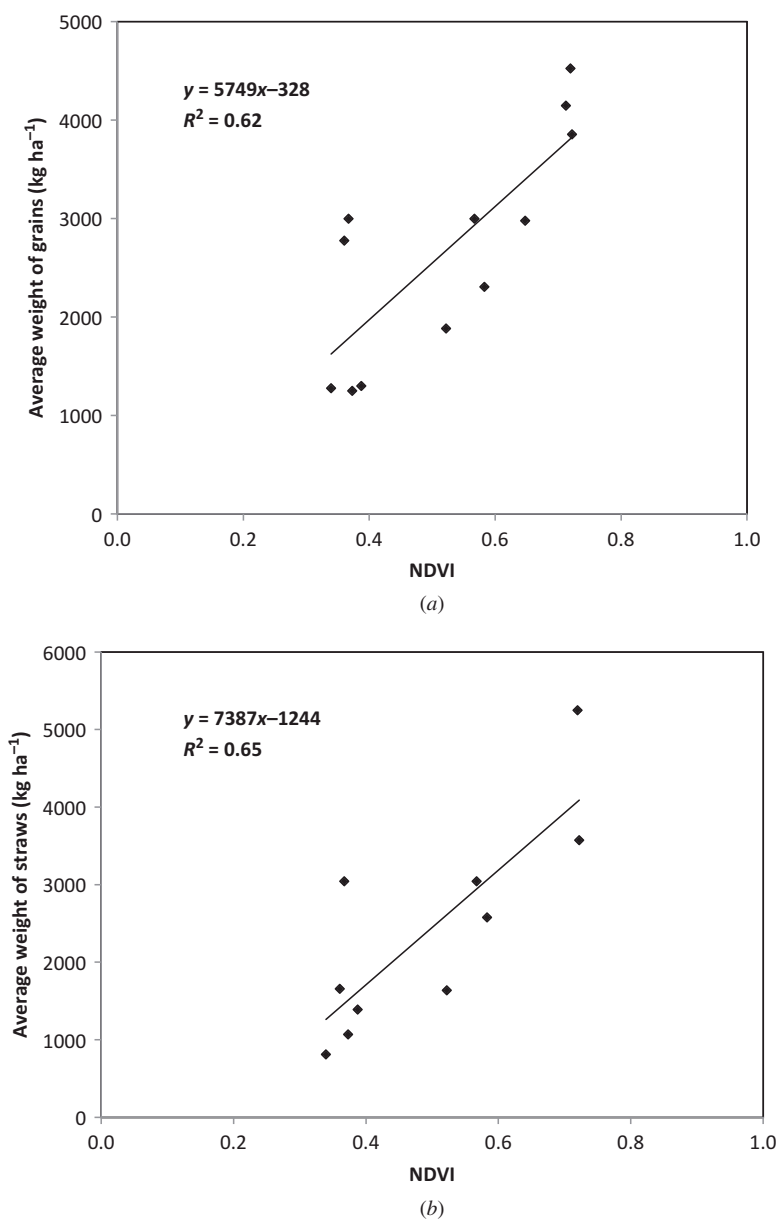 5000
y = 5749x–328
R² = 0.62
4000
3000
2000
1000
0
Average weight of grains (kg ha⁻¹)
0.0 0.2 0.4 0.6 0.8 1.0
NDVI
(a)
6000
y = 7387x–1244
R² = 0.65
5000
4000
3000
2000
1000
0
Average weight of straws (kg ha⁻¹)
0.0 0.2 0.4 0.6 0.8 1.0
NDVI
(b)